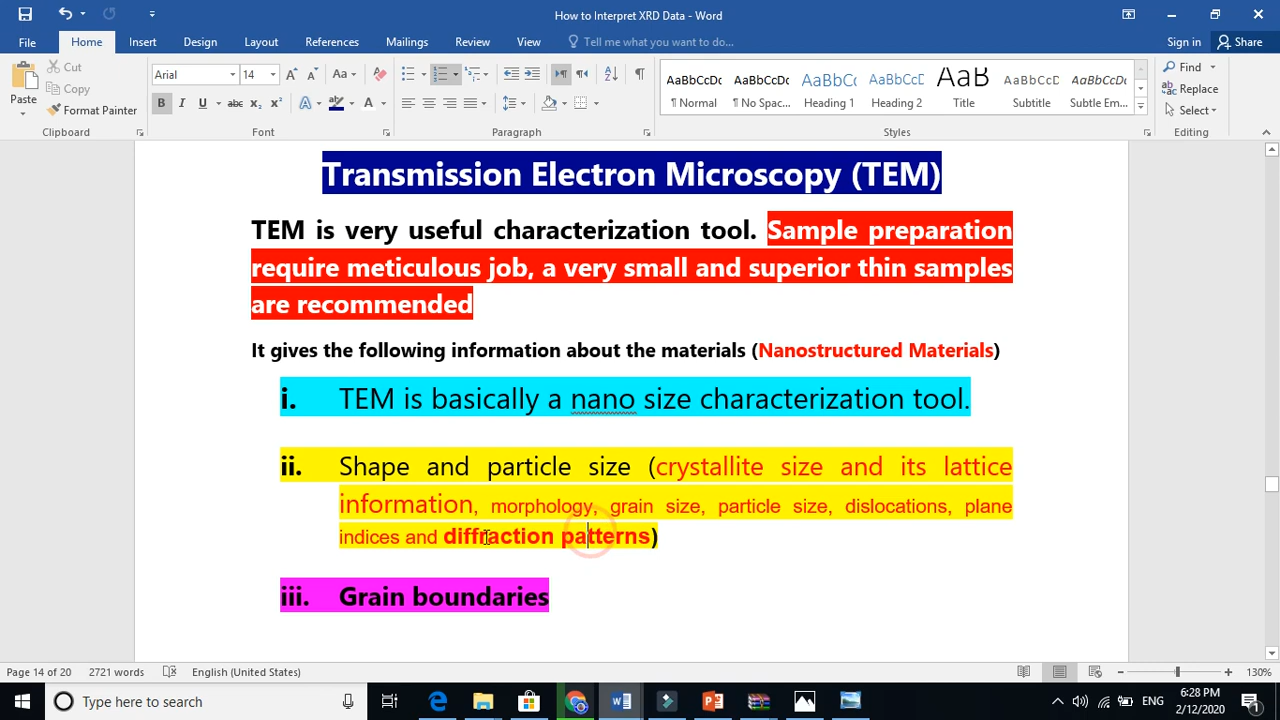 How to Interpret XRD Data - Word
File Home Insert Design Layout References Mailings Review View Tell me what you want to do... Sign in Share
Paste Cut Copy Format Painter Clipboard
Arial 14 Font
Paragraph
AaBbCcDc AaBbCcDc AaBbCc AaBbCcC AaB AaBbCcC AaBbCcDc
¶ Normal ¶ No Spac... Heading 1 Heading 2 Title Subtitle Subtle Em...
Styles
Find Replace Select Editing
Transmission Electron Microscopy (TEM)
TEM is very useful characterization tool. Sample preparation
require meticulous job, a very small and superior thin samples
are recommended
It gives the following information about the materials (Nanostructured Materials)
i. TEM is basically a nano size characterization tool.
ii. Shape and particle size (crystallite size and its lattice
information, morphology, grain size, particle size, dislocations, plane
indices and diffraction patterns)
iii. Grain boundaries
Page 14 of 20 2721 words English (United States) 130%
Type here to search ENG 6:28 PM
2/12/2020